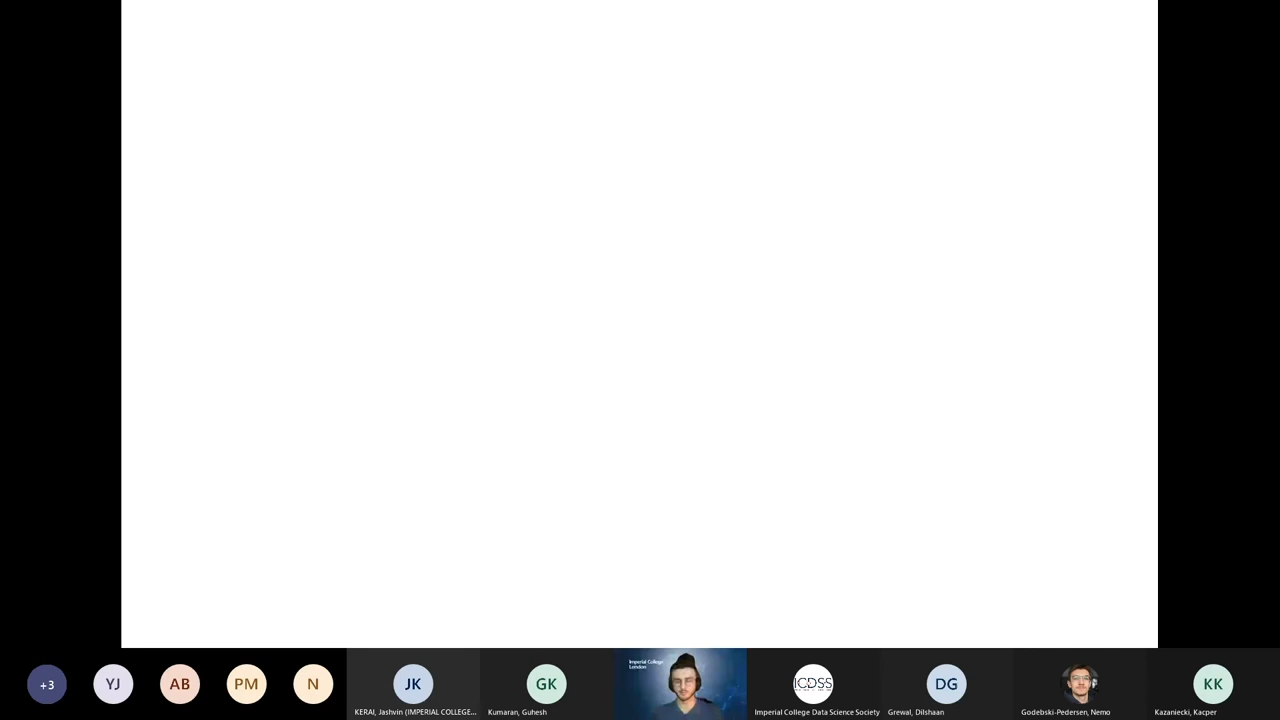 +3
YJ
AB
PM
N
JK
KERAI, Jashvin (IMPERIAL COLLEGE...
GK
Kumaran, Guhesh
Imperial College
London
ICDSS
Imperial College Data Science Society
DG
Grewal, Dilshaan
Godebski-Pedersen, Nemo
KK
Kazaniecki, Kacper